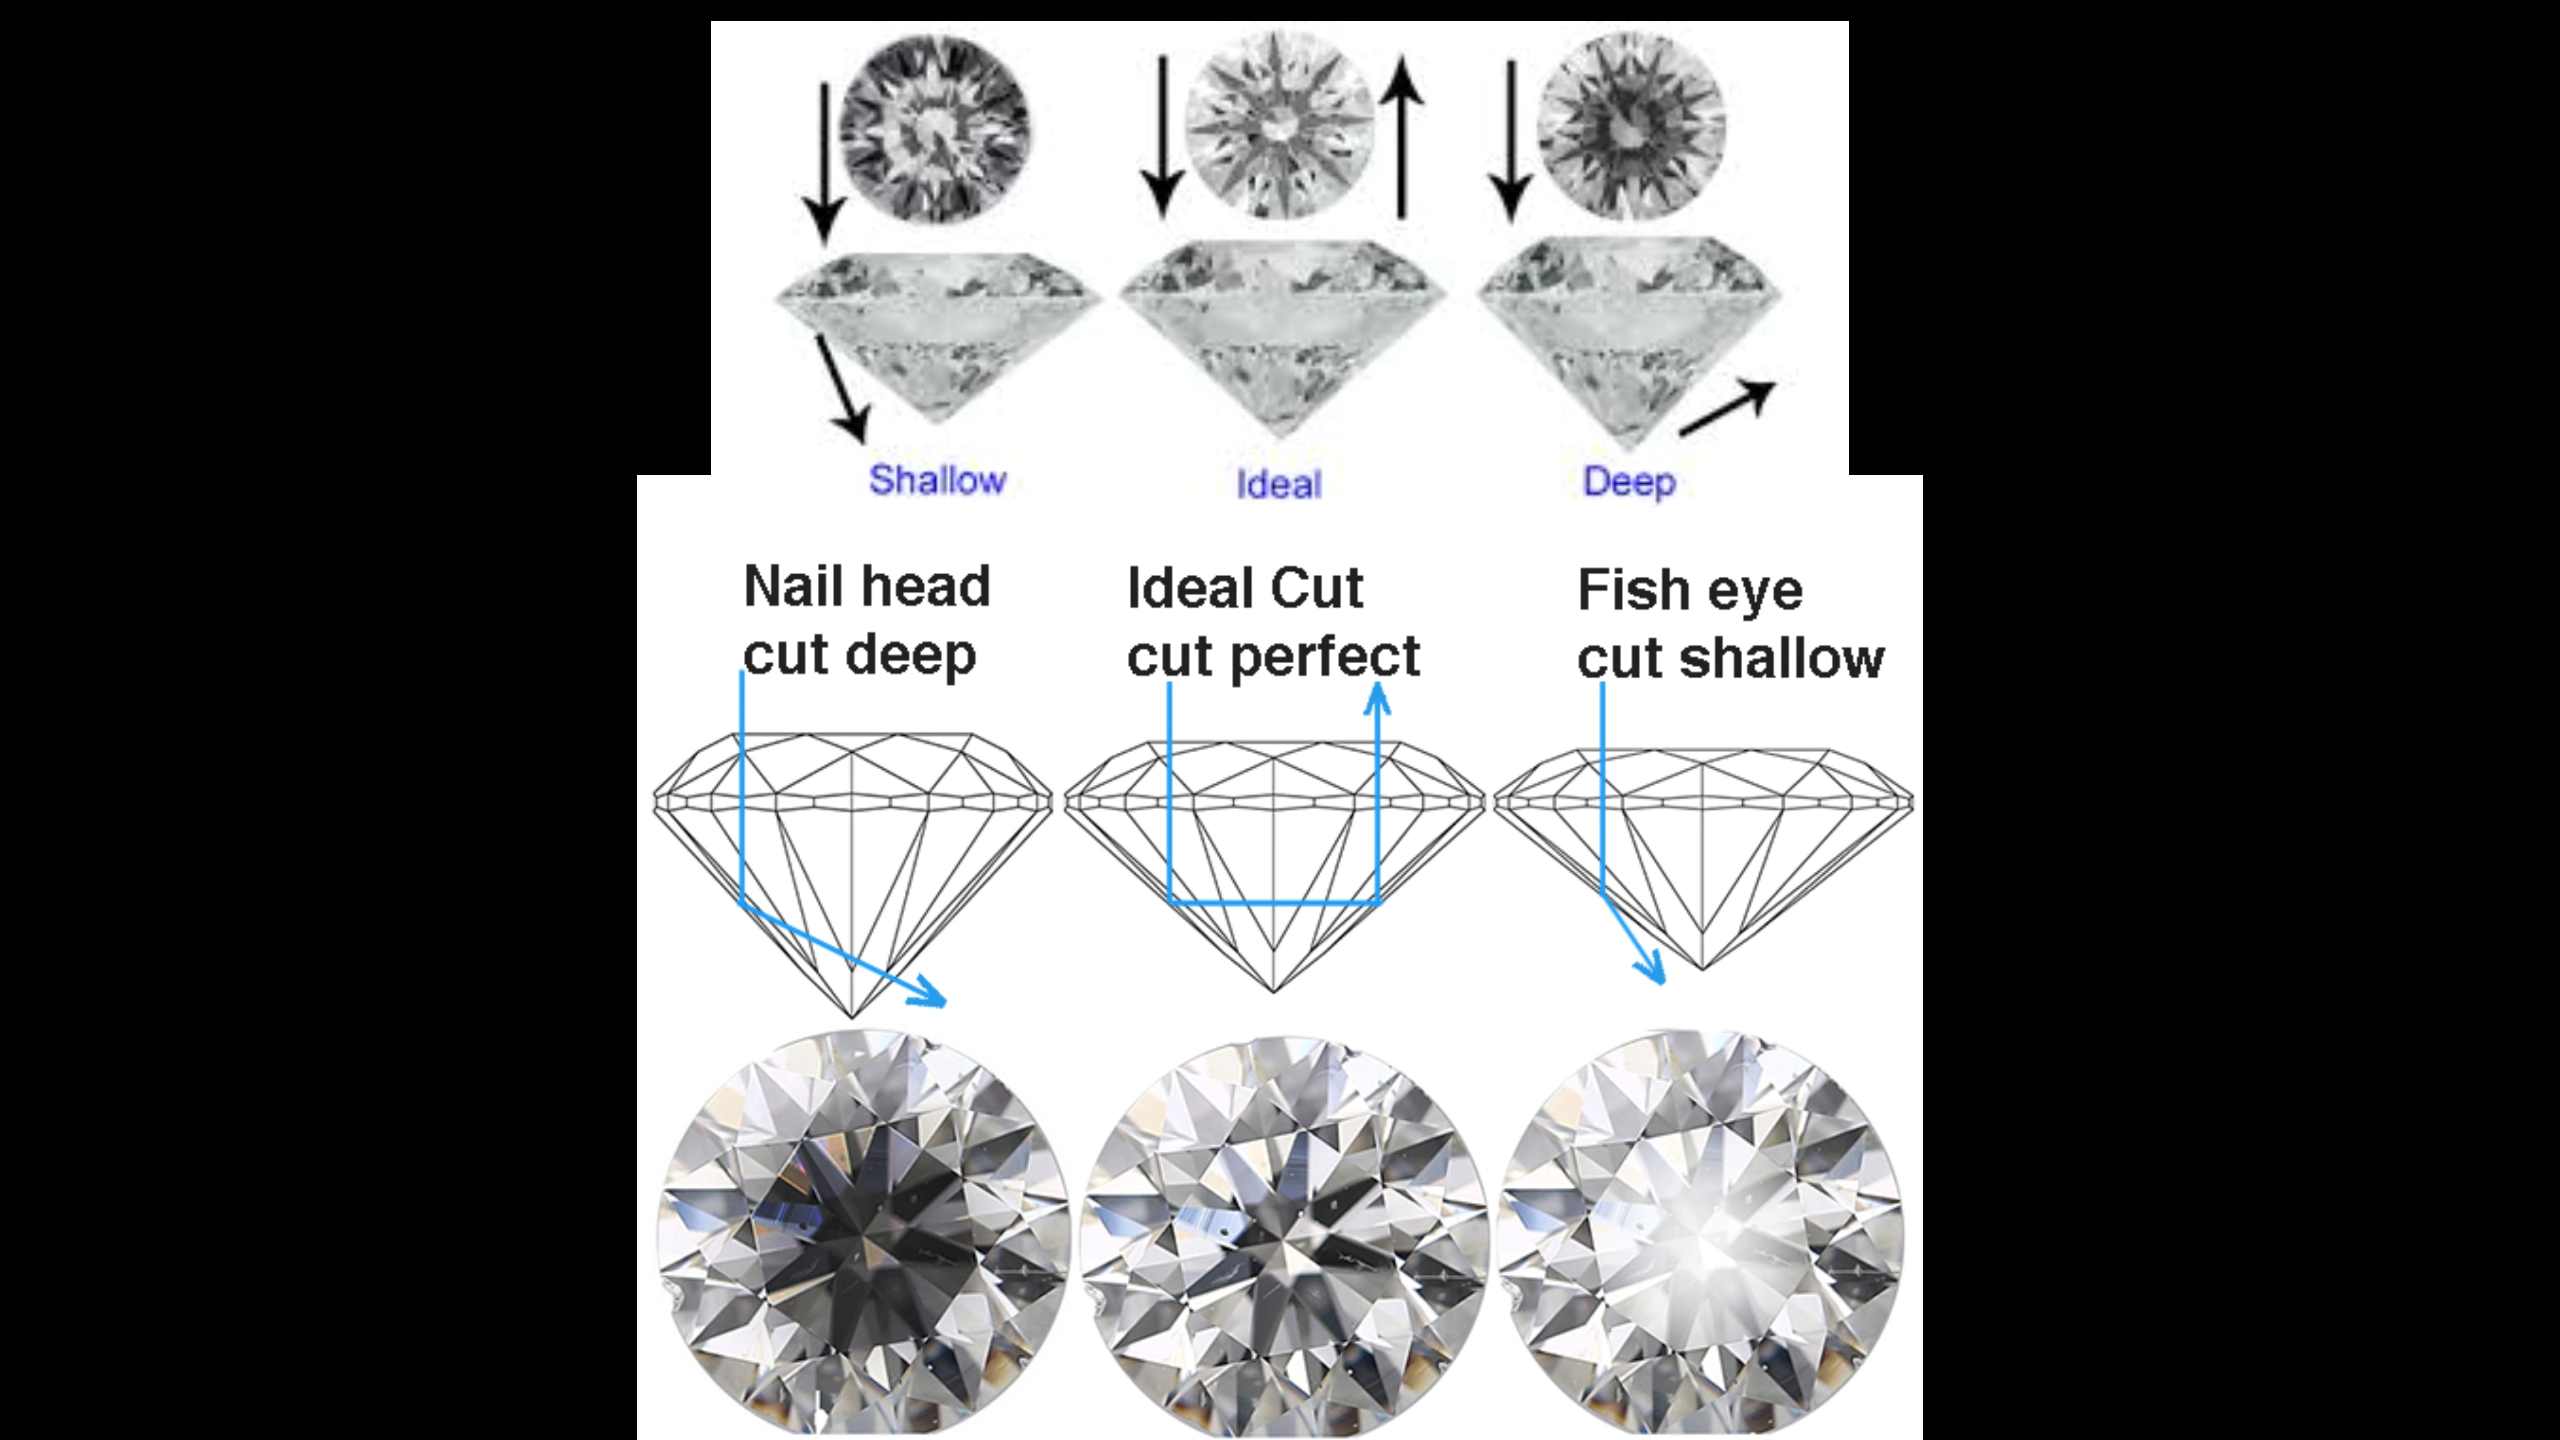 Shallow
Ideal
Deep
Nail head
cut deep
Ideal Cut
cut perfect
Fish eye
cut shallow